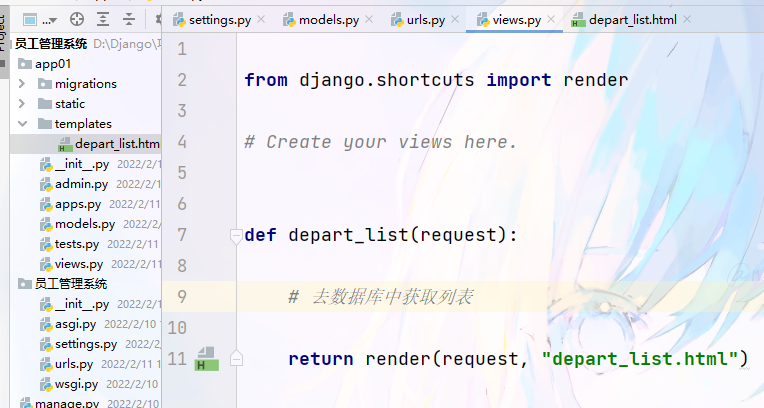 Project
...
settings.py
models.py
urls.py
views.py
depart_list.html
员工管理系统 D:\Django\
app01
migrations
static
templates
depart_list.htm
__init__.py 2022/2/1
admin.py 2022/2/1
apps.py 2022/2/11
models.py 2022/2/
tests.py 2022/2/11
views.py 2022/2/11
员工管理系统
__init__.py 2022/2/1
asgi.py 2022/2/10
settings.py 2022/2/
urls.py 2022/2/11 1
wsgi.py 2022/2/10
manage.py 2022/2/10
1
2 from django.shortcuts import render
3
4 # Create your views here.
5
6
7 def depart_list(request):
8
9 # 去数据库中获取列表
10
11 return render(request, "depart_list.html")